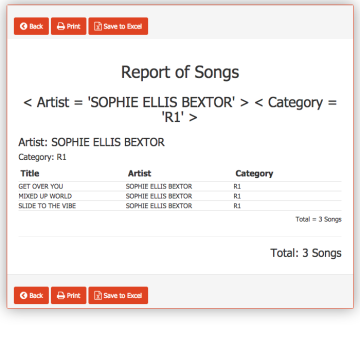 Back Print Save to Excel
Report of Songs
< Artist = 'SOPHIE ELLIS BEXTOR' > < Category =
'R1' >
Artist: SOPHIE ELLIS BEXTOR
Category: R1
Title Artist Category
GET OVER YOU SOPHIE ELLIS BEXTOR R1
MIXED UP WORLD SOPHIE ELLIS BEXTOR R1
SLIDE TO THE VIBE SOPHIE ELLIS BEXTOR R1
Total = 3 Songs
Total: 3 Songs
Back Print Save to Excel